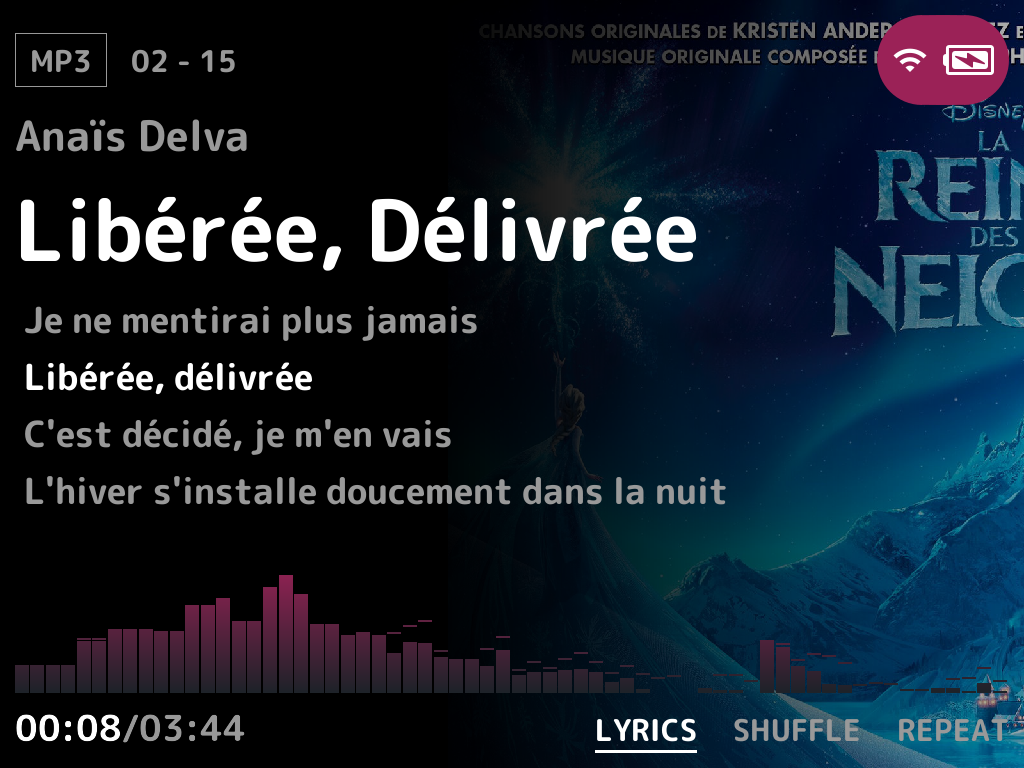 CHANSONS ORIGINALES DE KRISTEN
MUSIQUE ORIGINALE COMPOSÉE
MP3 02 - 15
Anaïs Delva
DISNEY
LA
DES
Libérée, Délivrée
Je ne mentirai plus jamais
Libérée, délivrée
C'est décidé, je m'en vais
L'hiver s'installe doucement dans la nuit
00:08/03:44
LYRICS SHUFFLE REPEAT